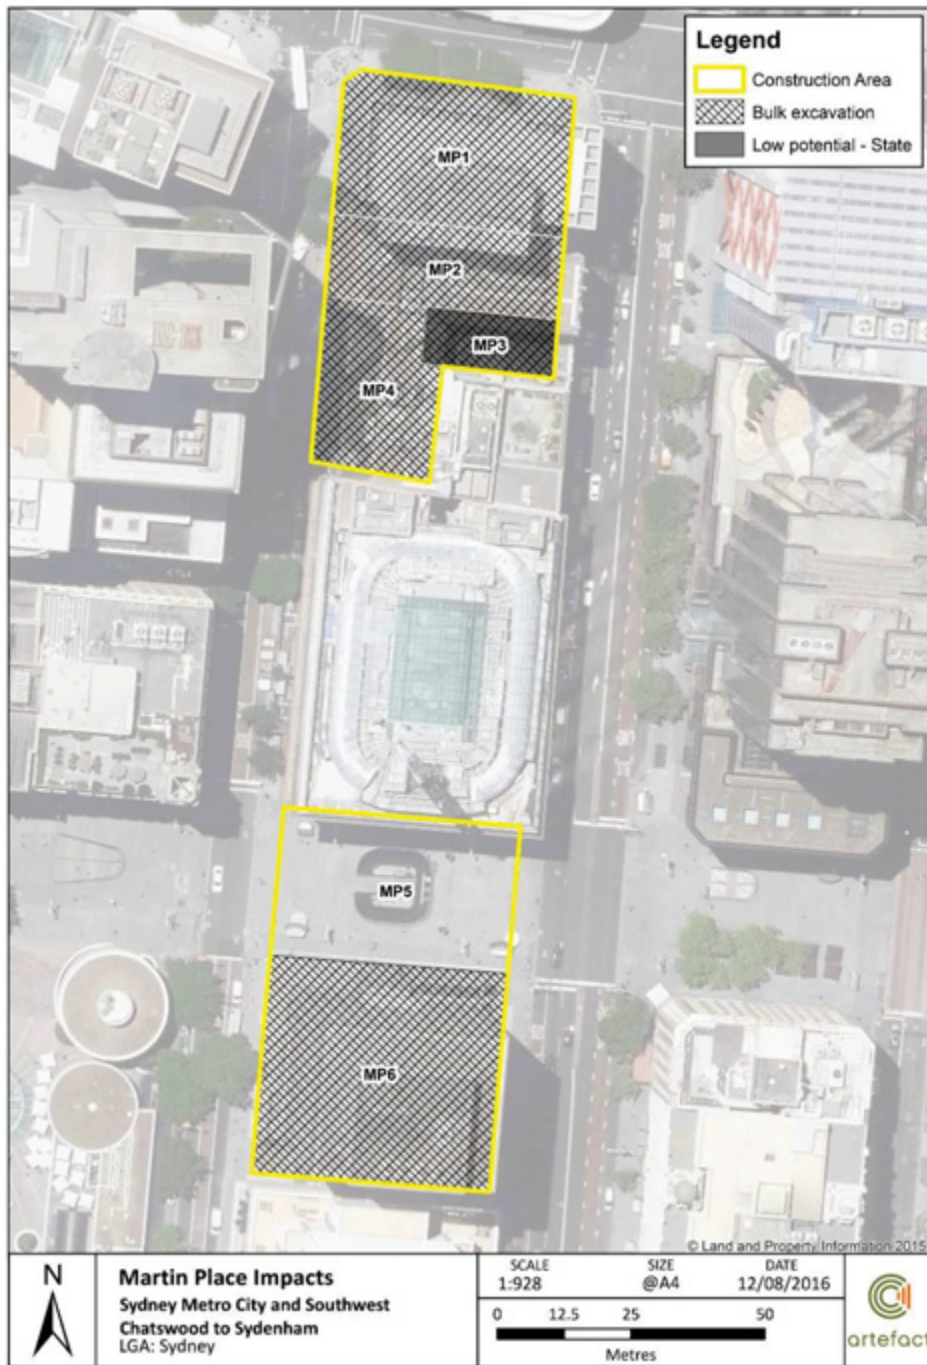 Legend
Construction Area
Bulk excavation
Low potential - State
MP1
MP2
MP3
MP4
MP5
MP6
© Land and Property Information 2015
N
Martin Place Impacts
Sydney Metro City and Southwest
Chatswood to Sydenham
LGA: Sydney
SCALE
1:928
SIZE
@A4
DATE
12/08/2016
0 12.5 25 50
Metres
artefact